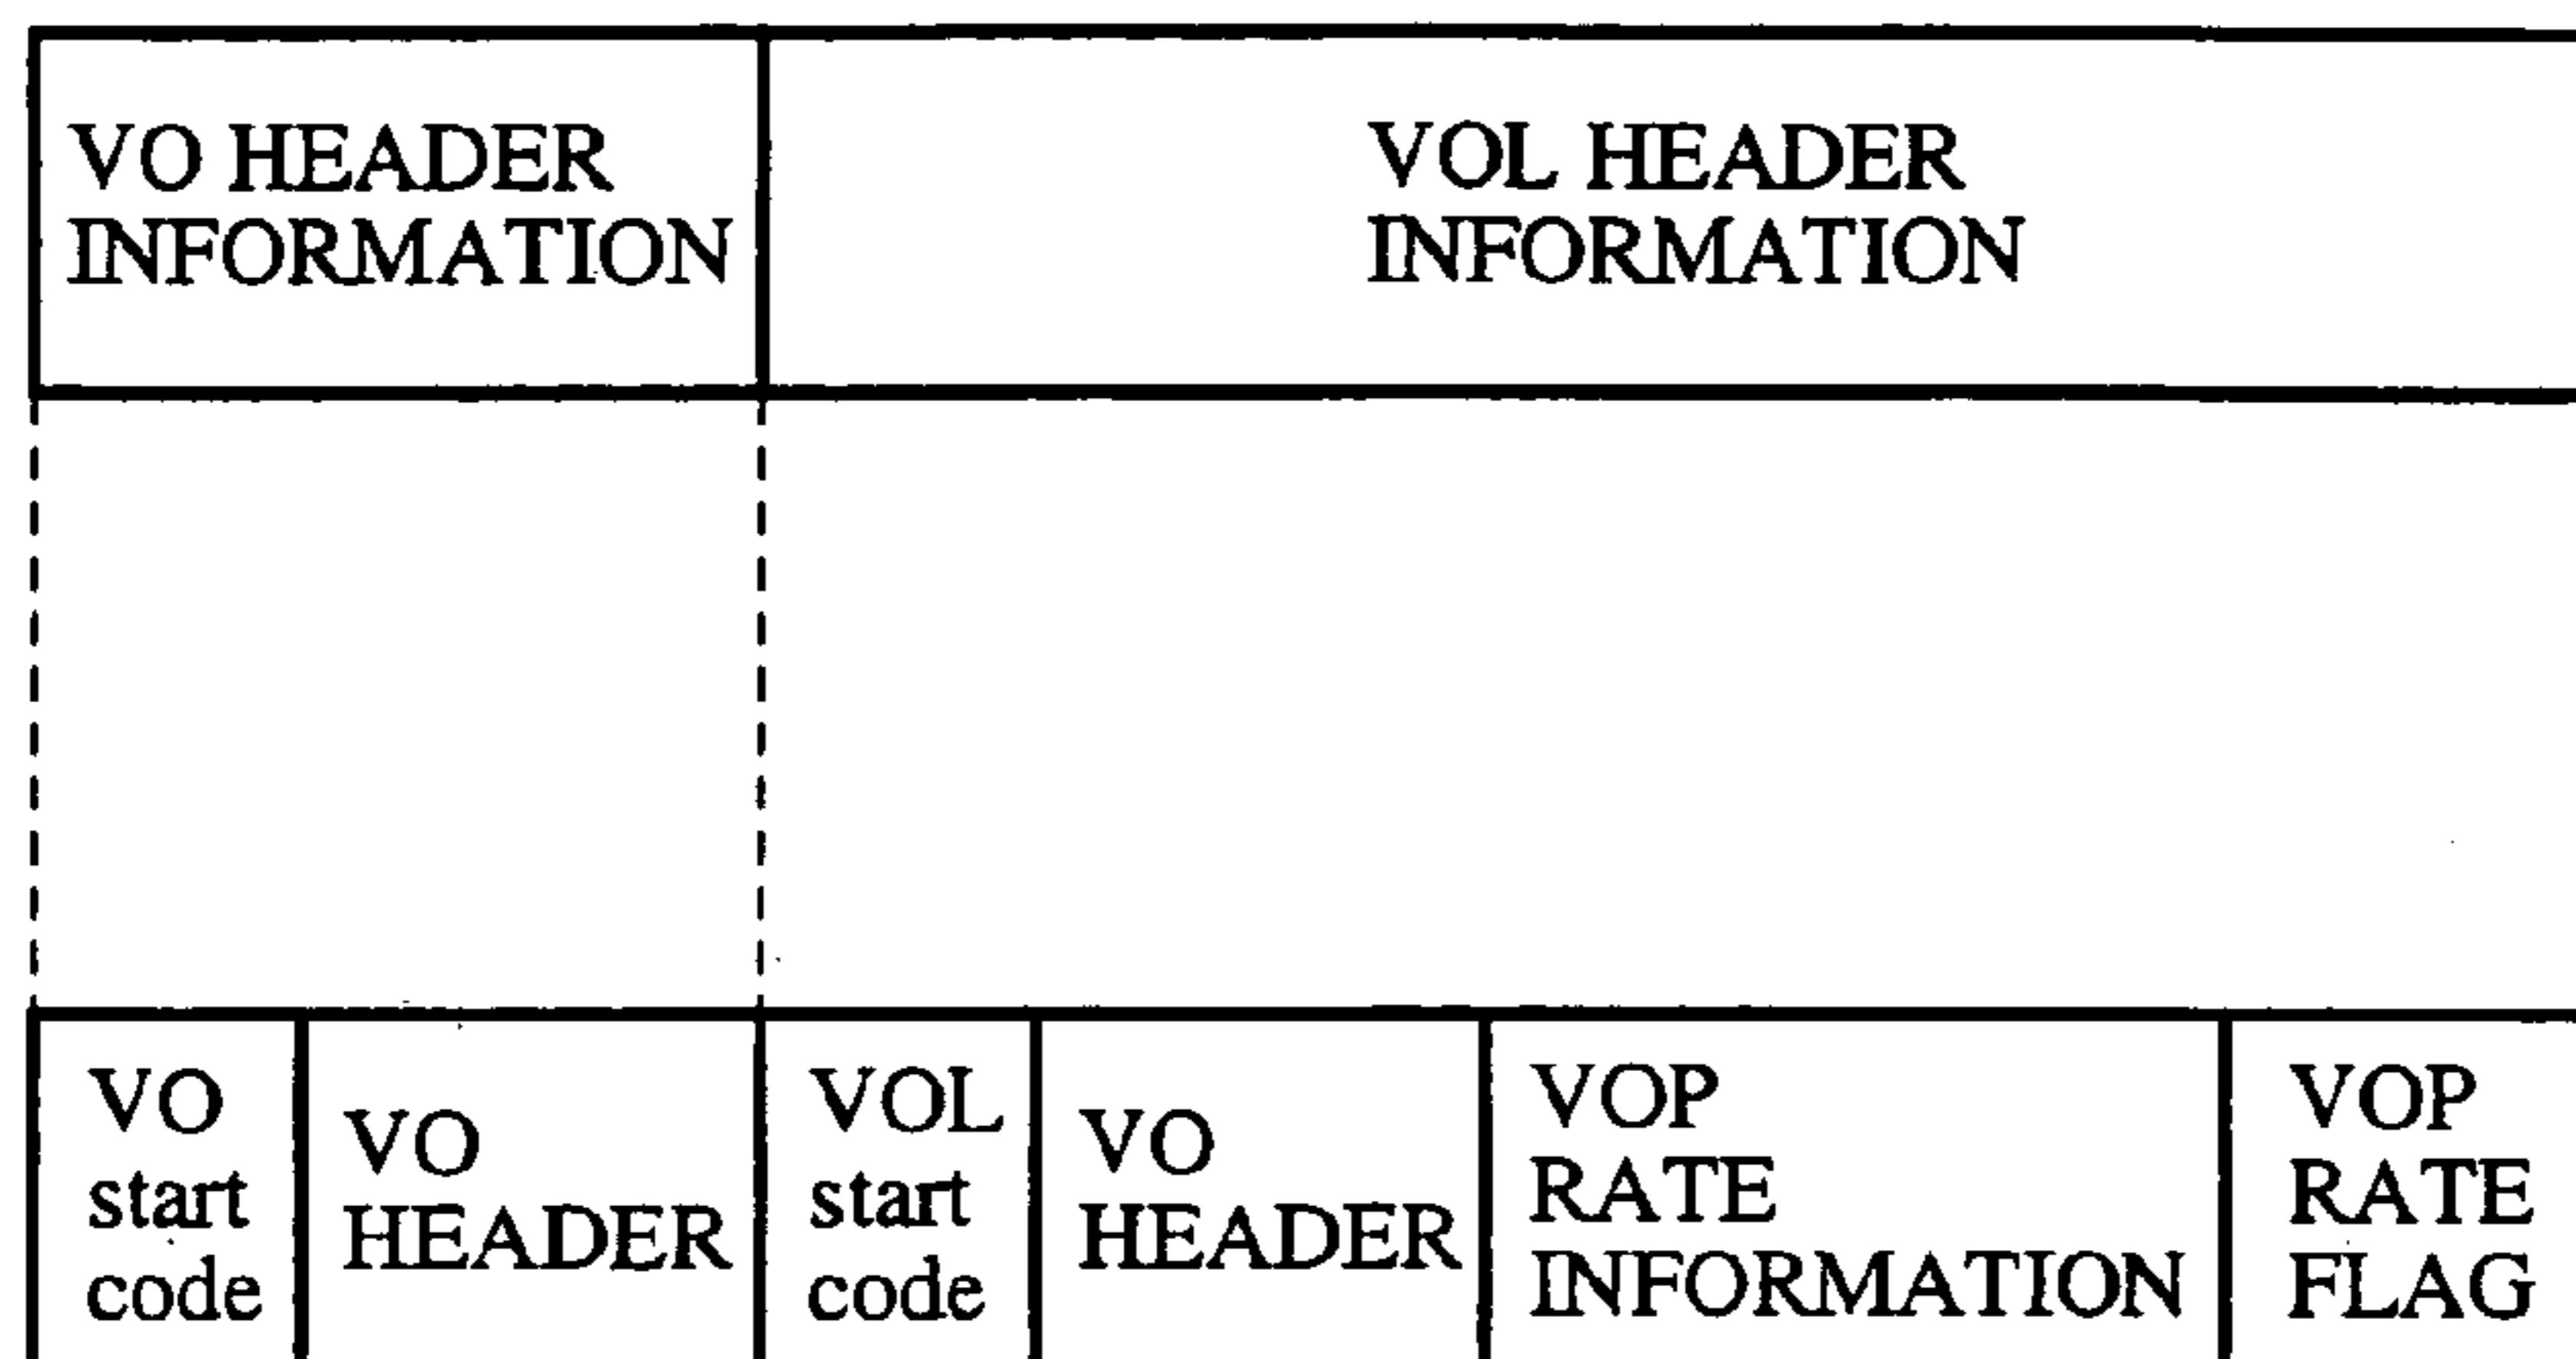 VO HEADER
INFORMATION
VOL HEADER
INFORMATION
VO
start
code
VO
HEADER
VOL
start
code
VO
HEADER
VOP
RATE
INFORMATION
VOP
RATE
FLAG